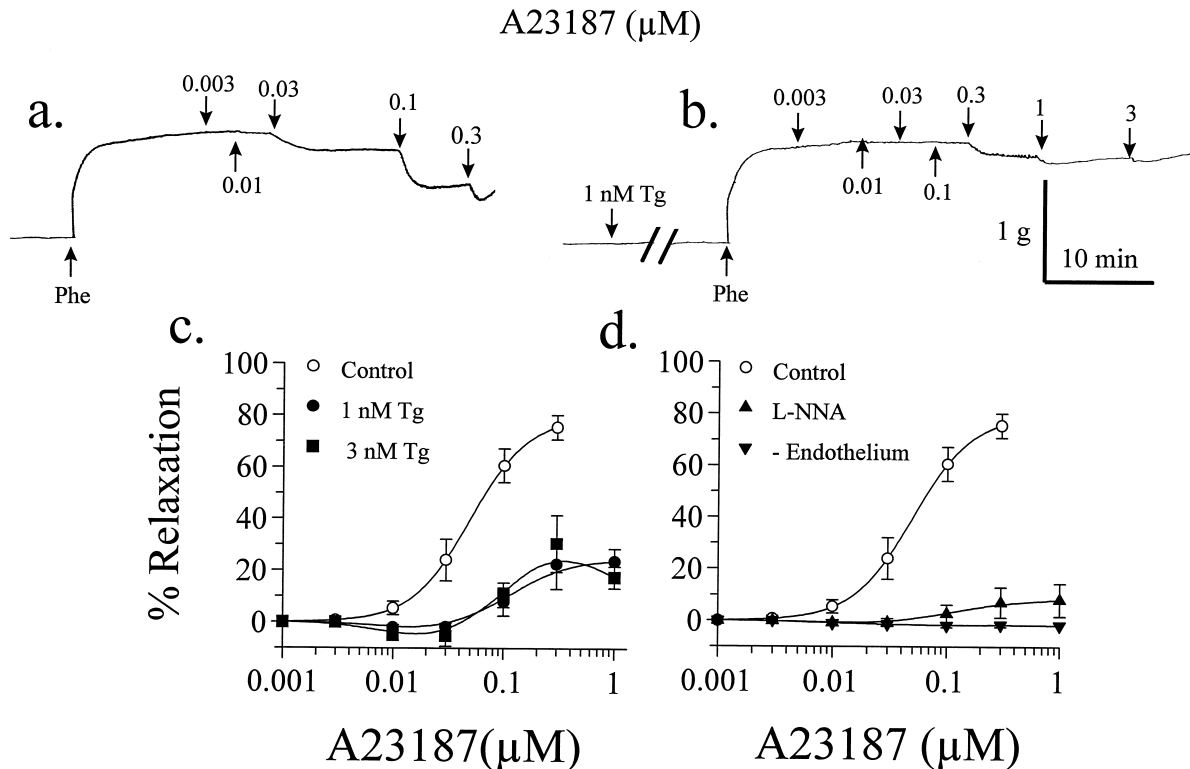 A23187 (µM)
a.
0.003
0.03
0.1
0.3
0.01
Phe
b.
0.003
0.03
0.3
1
3
0.01
0.1
1 nM Tg
Phe
1 g
10 min
c.
% Relaxation
100
80
60
40
20
0
Control
1 nM Tg
3 nM Tg
0.001
0.01
0.1
1
A23187(µM)
d.
100
80
60
40
20
0
Control
L-NNA
- Endothelium
0.001
0.01
0.1
1
A23187 (µM)